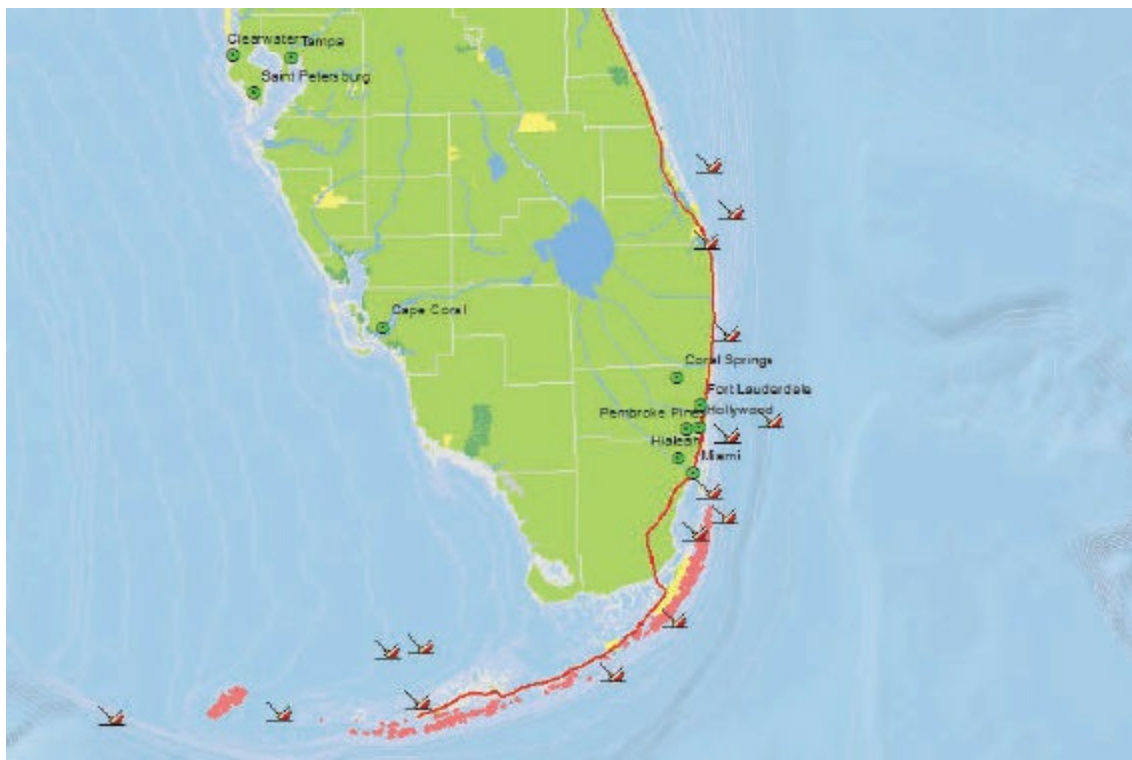 Clearwater
Tampa
Saint Petersburg
Cape Coral
Coral Springs
Fort Lauderdale
Pembroke Pines
Hollywood
Hialeah
Miami